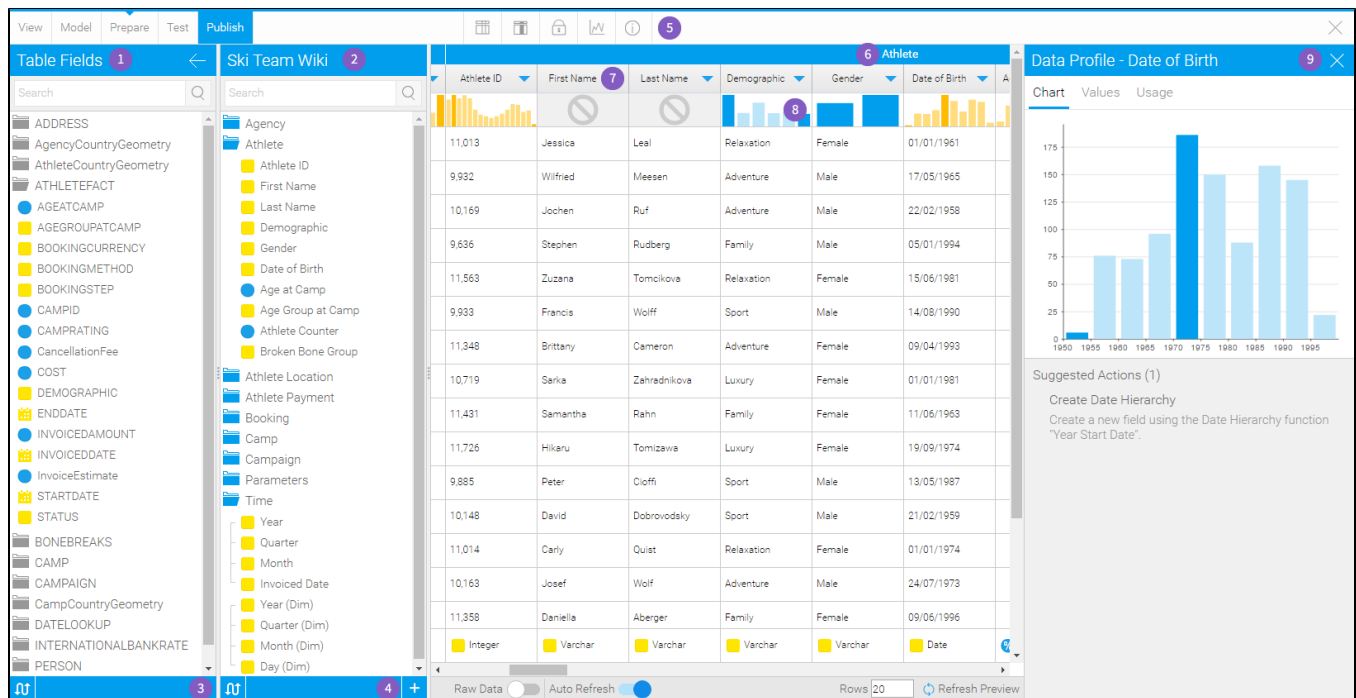 View Model Prepare Test Publish 5
Table Fields 1
Search
ADDRESS
AgencyCountryGeometry
AthleteCountryGeometry
ATHLETEFACT
AGEATCAMP
AGEGROUPATCAMP
BOOKINGCURRENCY
BOOKINGMETHOD
BOOKINGSTEP
CAMPID
CAMPRATING
CancellationFee
COST
DEMOGRAPHIC
ENDDATE
INVOICEDAMOUNT
INVOICEDDATE
InvoiceEstimate
STARTDATE
STATUS
BONEBREAKS
CAMP
CAMPAIGN
CampCountryGeometry
DATELOOKUP
INTERNATIONALBANKRATE
PERSON
3
Ski Team Wiki 2
Search
Agency
Athlete
Athlete ID
First Name
Last Name
Demographic
Gender
Date of Birth
Age at Camp
Age Group at Camp
Athlete Counter
Broken Bone Group
Athlete Location
Athlete Payment
Booking
Camp
Campaign
Parameters
Time
Year
Quarter
Month
Invoiced Date
Year (Dim)
Quarter (Dim)
Month (Dim)
Day (Dim)
4 +
6 Athlete
Athlete ID First Name 7 Last Name Demographic Gender Date of Birth A
8
11,013 Jessica Leal Relaxation Female 01/01/1961
9,932 Wilfried Meesen Adventure Male 17/05/1965
10,169 Jochen Ruf Adventure Male 22/02/1958
9,636 Stephen Rudberg Family Male 05/01/1994
11,563 Zuzana Tomcikova Relaxation Female 15/06/1981
9,933 Francis Wolff Sport Male 14/08/1990
11,348 Brittany Cameron Adventure Female 09/04/1993
10,719 Sarka Zahradnikova Luxury Female 01/01/1981
11,431 Samantha Rahn Family Female 11/06/1963
11,726 Hikaru Tomizawa Luxury Female 19/09/1974
9,885 Peter Cioffi Sport Male 13/05/1987
10,148 David Dobrovodsky Sport Male 21/02/1959
11,014 Carly Quist Relaxation Female 01/01/1974
10,163 Josef Wolf Adventure Male 24/07/1973
11,358 Daniella Aberger Family Female 09/06/1996
Integer Varchar Varchar Varchar Varchar Date %
Raw Data Auto Refresh Rows 20 Refresh Preview
Data Profile - Date of Birth 9
Chart Values Usage
175
150
125
100
75
50
25
0
1950 1955 1960 1965 1970 1975 1980 1985 1990 1995
Suggested Actions (1)
Create Date Hierarchy
Create a new field using the Date Hierarchy function
"Year Start Date".